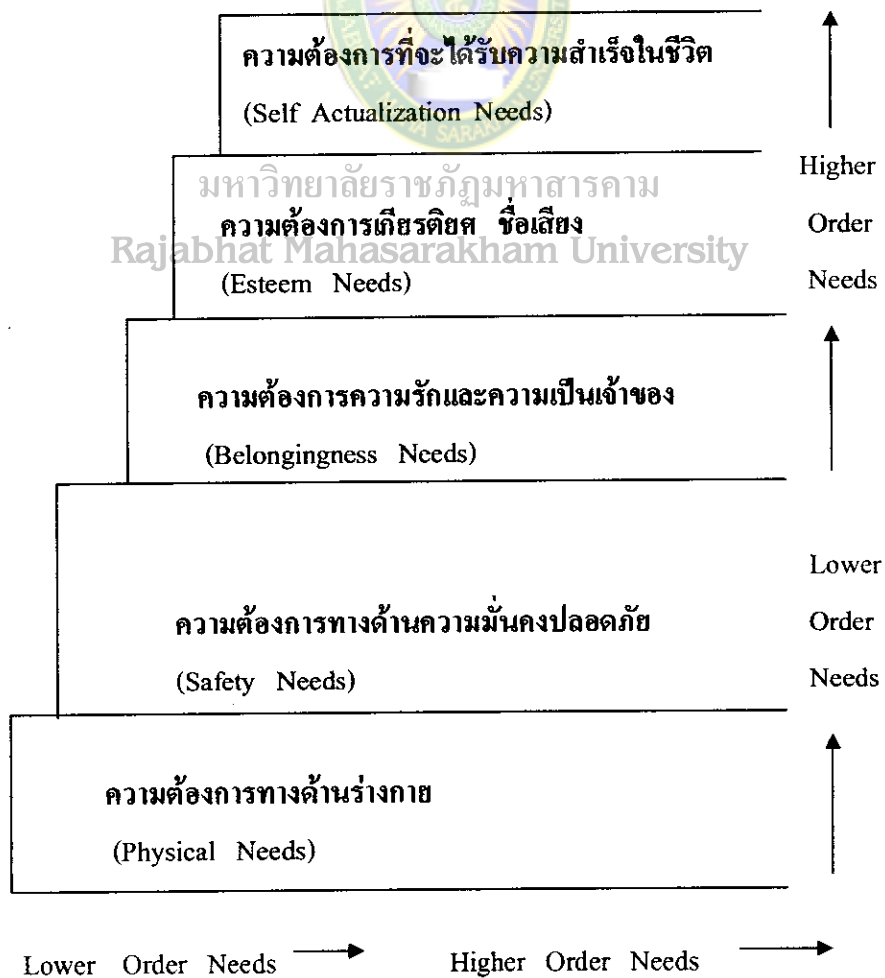 ความต้องการที่จะได้รับความสำเร็จในชีวิต
(Self Actualization Needs)
มหาวิทยาลัยราชภัฏมหาสารคาม
Rajabhat Mahasarakham University
ความต้องการเกียรติยศ ชื่อเสียง
(Esteem Needs)
Higher
Order
Needs
ความต้องการความรักและความเป็นเจ้าของ
(Belongingness Needs)
ความต้องการทางด้านความมั่นคงปลอดภัย
(Safety Needs)
Lower
Order
Needs
ความต้องการทางด้านร่างกาย
(Physical Needs)
Lower Order Needs
Higher Order Needs